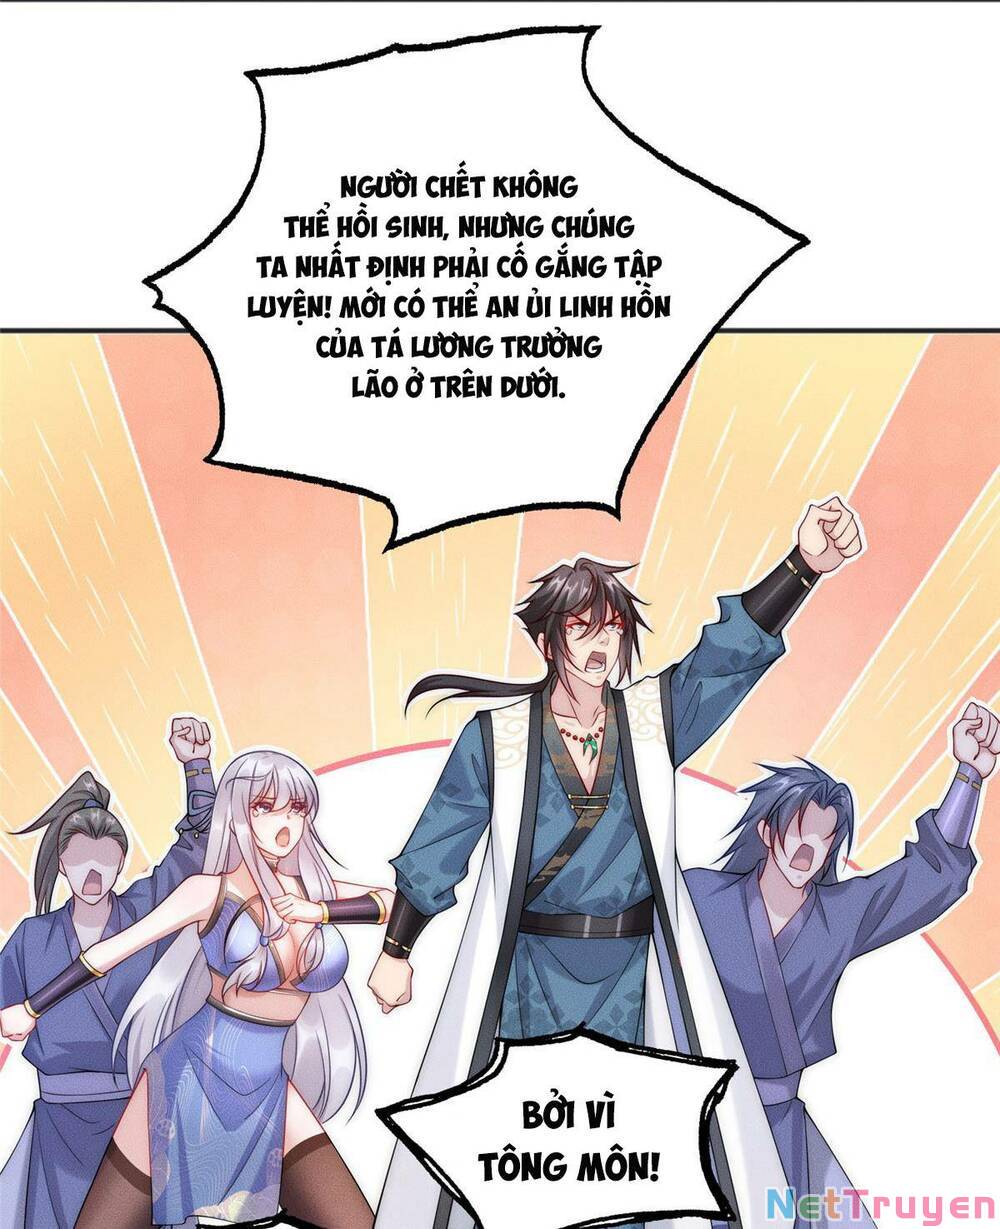 NGƯỜI CHẾT KHÔNG
THỂ HỒI SINH, NHƯNG CHÚNG
TA NHẤT ĐỊNH PHẢI CỐ GẮNG TẬP
LUYỆN! MỚI CÓ THỂ AN ỦI LINH HỒN
CỦA TÁ LƯƠNG TRƯỞNG
LÃO Ở TRÊN DƯỚI.
BỞI VÌ
TÔNG MÔN!
NetTruyen